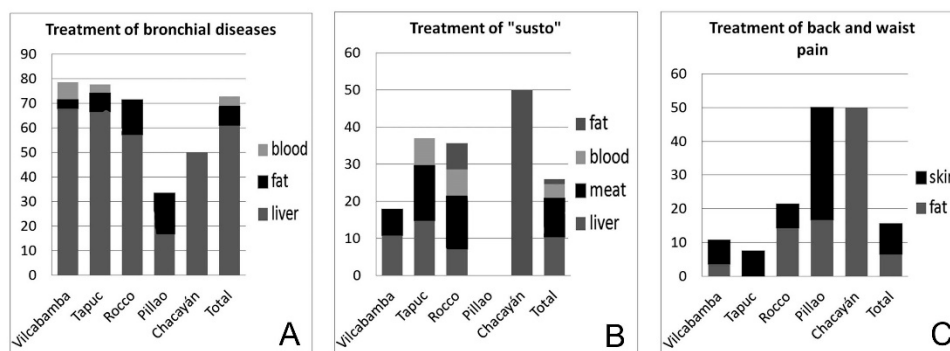 Treatment of bronchial diseases
90
80
70
60
50
40
30
20
10
0
blood
fat
liver
Vilcabamba
Tapuc
Rocco
Pillao
Chacayán
Total
A
Treatment of "susto"
60
50
40
30
20
10
0
fat
blood
meat
liver
Vilcabamba
Tapuc
Rocco
Pillao
Chacayán
Total
B
Treatment of back and waist
pain
60
50
40
30
20
10
0
skin
fat
Vilcabamba
Tapuc
Rocco
Pillao
Chacayán
Total
C